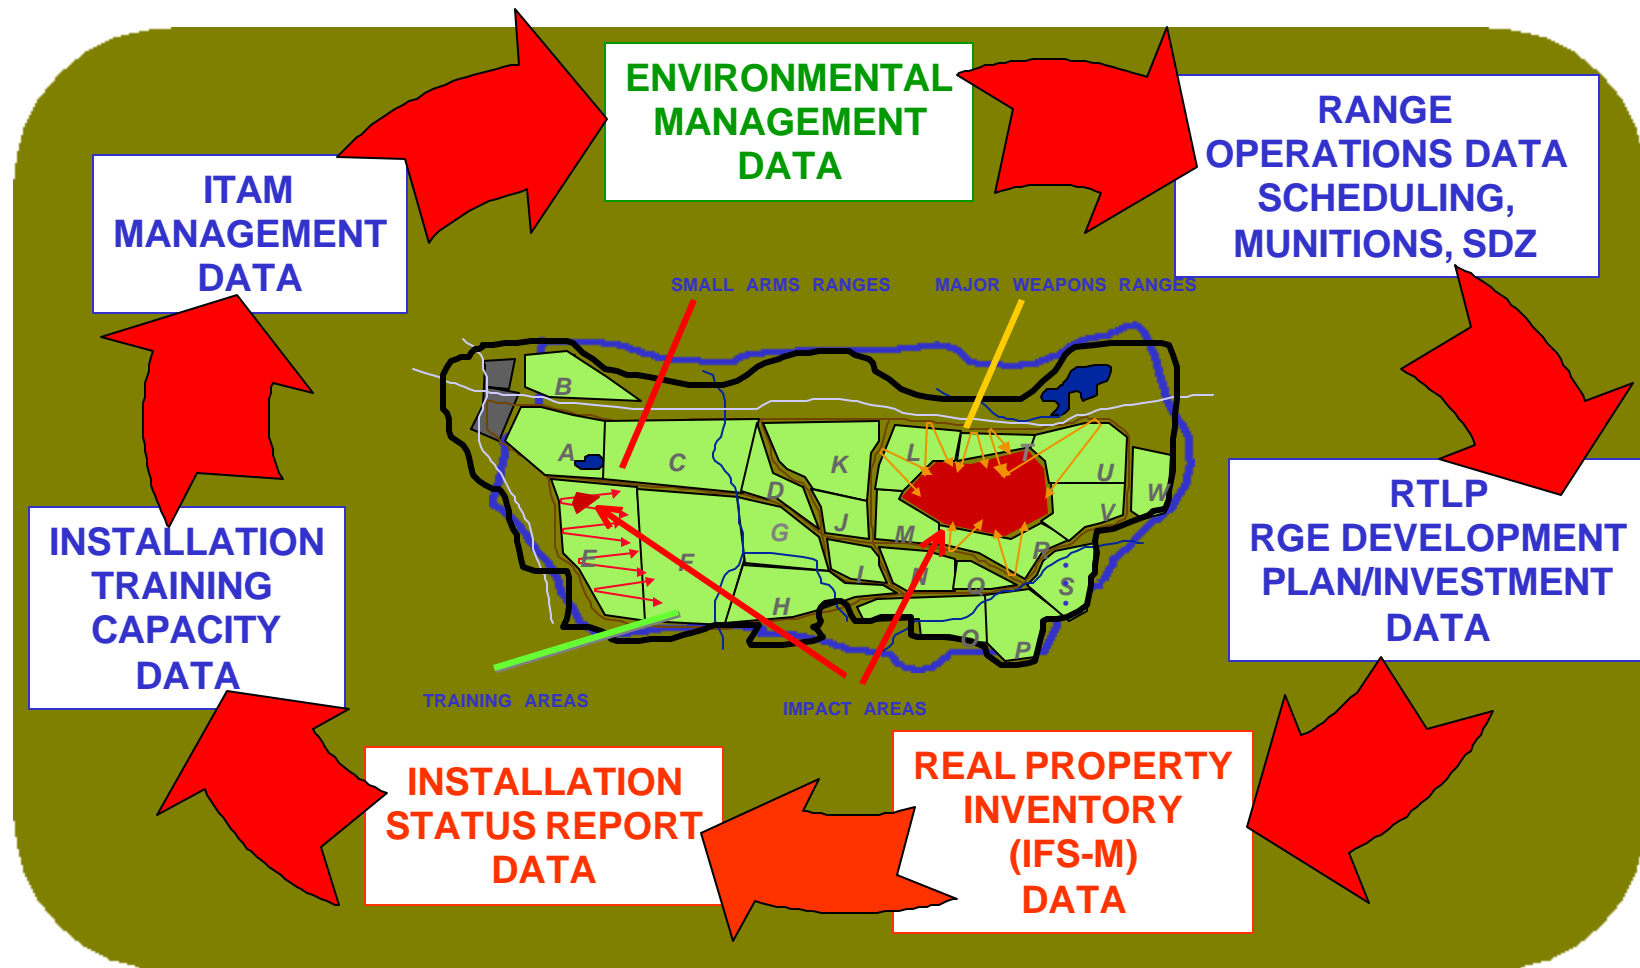 ENVIRONMENTAL
MANAGEMENT
DATA
RANGE
OPERATIONS DATA
SCHEDULING,
MUNITIONS, SDZ
ITAM
MANAGEMENT
DATA
SMALL ARMS RANGES
MAJOR WEAPONS RANGES
B
A
C
D
K
L
T
U
V
W
E
F
G
J
M
R
H
I
N
Q
S
O
P
INSTALLATION
TRAINING
CAPACITY
DATA
RTLP
RGE DEVELOPMENT
PLAN/INVESTMENT
DATA
TRAINING AREAS
IMPACT AREAS
INSTALLATION
STATUS REPORT
DATA
REAL PROPERTY
INVENTORY
(IFS-M)
DATA